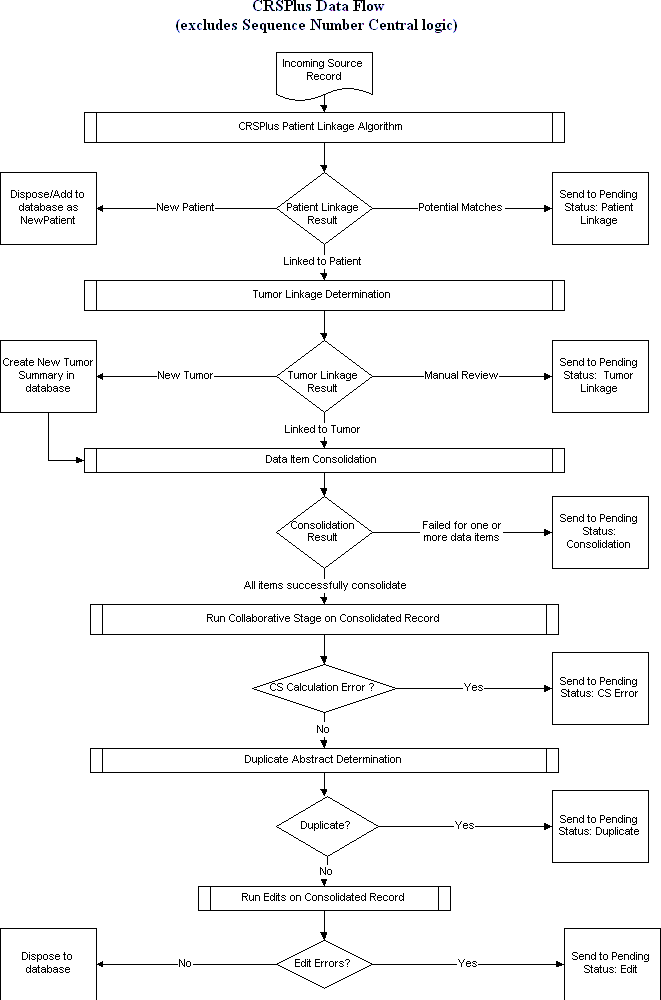 CRSPlus Data Flow
(excludes Sequence Number Central logic)
Incoming Source
Record
CRSPlus Patient Linkage Algorithm
Dispose/Add to
database as
NewPatient
New Patient
Patient Linkage
Result
Potential Matches
Send to Pending
Status: Patient
Linkage
Linked to Patient
Tumor Linkage Determination
Create New Tumor
Summary in
database
New Tumor
Tumor Linkage
Result
Manual Review
Send to Pending
Status: Tumor
Linkage
Linked to Tumor
Data Item Consolidation
Consolidation
Result
Failed for one or
more data items
Send to Pending
Status:
Consolidation
All items successfully consolidate
Run Collaborative Stage on Consolidated Record
CS Calculation Error ?
Yes
Send to Pending
Status: CS Error
No
Duplicate Abstract Determination
Duplicate?
Yes
Send to Pending
Status: Duplicate
No
Run Edits on Consolidated Record
Dispose to
database
No
Edit Errors?
Yes
Send to Pending
Status: Edit